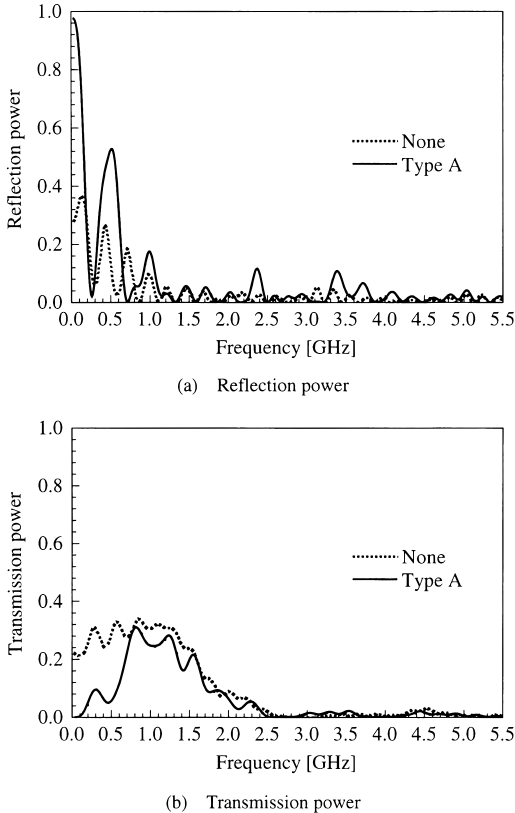 1.0
0.8
0.6
0.4
0.2
0.0
Reflection power
None
Type A
0.0 0.5 1.0 1.5 2.0 2.5 3.0 3.5 4.0 4.5 5.0 5.5
Frequency [GHz]
(a) Reflection power
1.0
0.8
0.6
0.4
0.2
0.0
Transmission power
None
Type A
0.0 0.5 1.0 1.5 2.0 2.5 3.0 3.5 4.0 4.5 5.0 5.5
Frequency [GHz]
(b) Transmission power